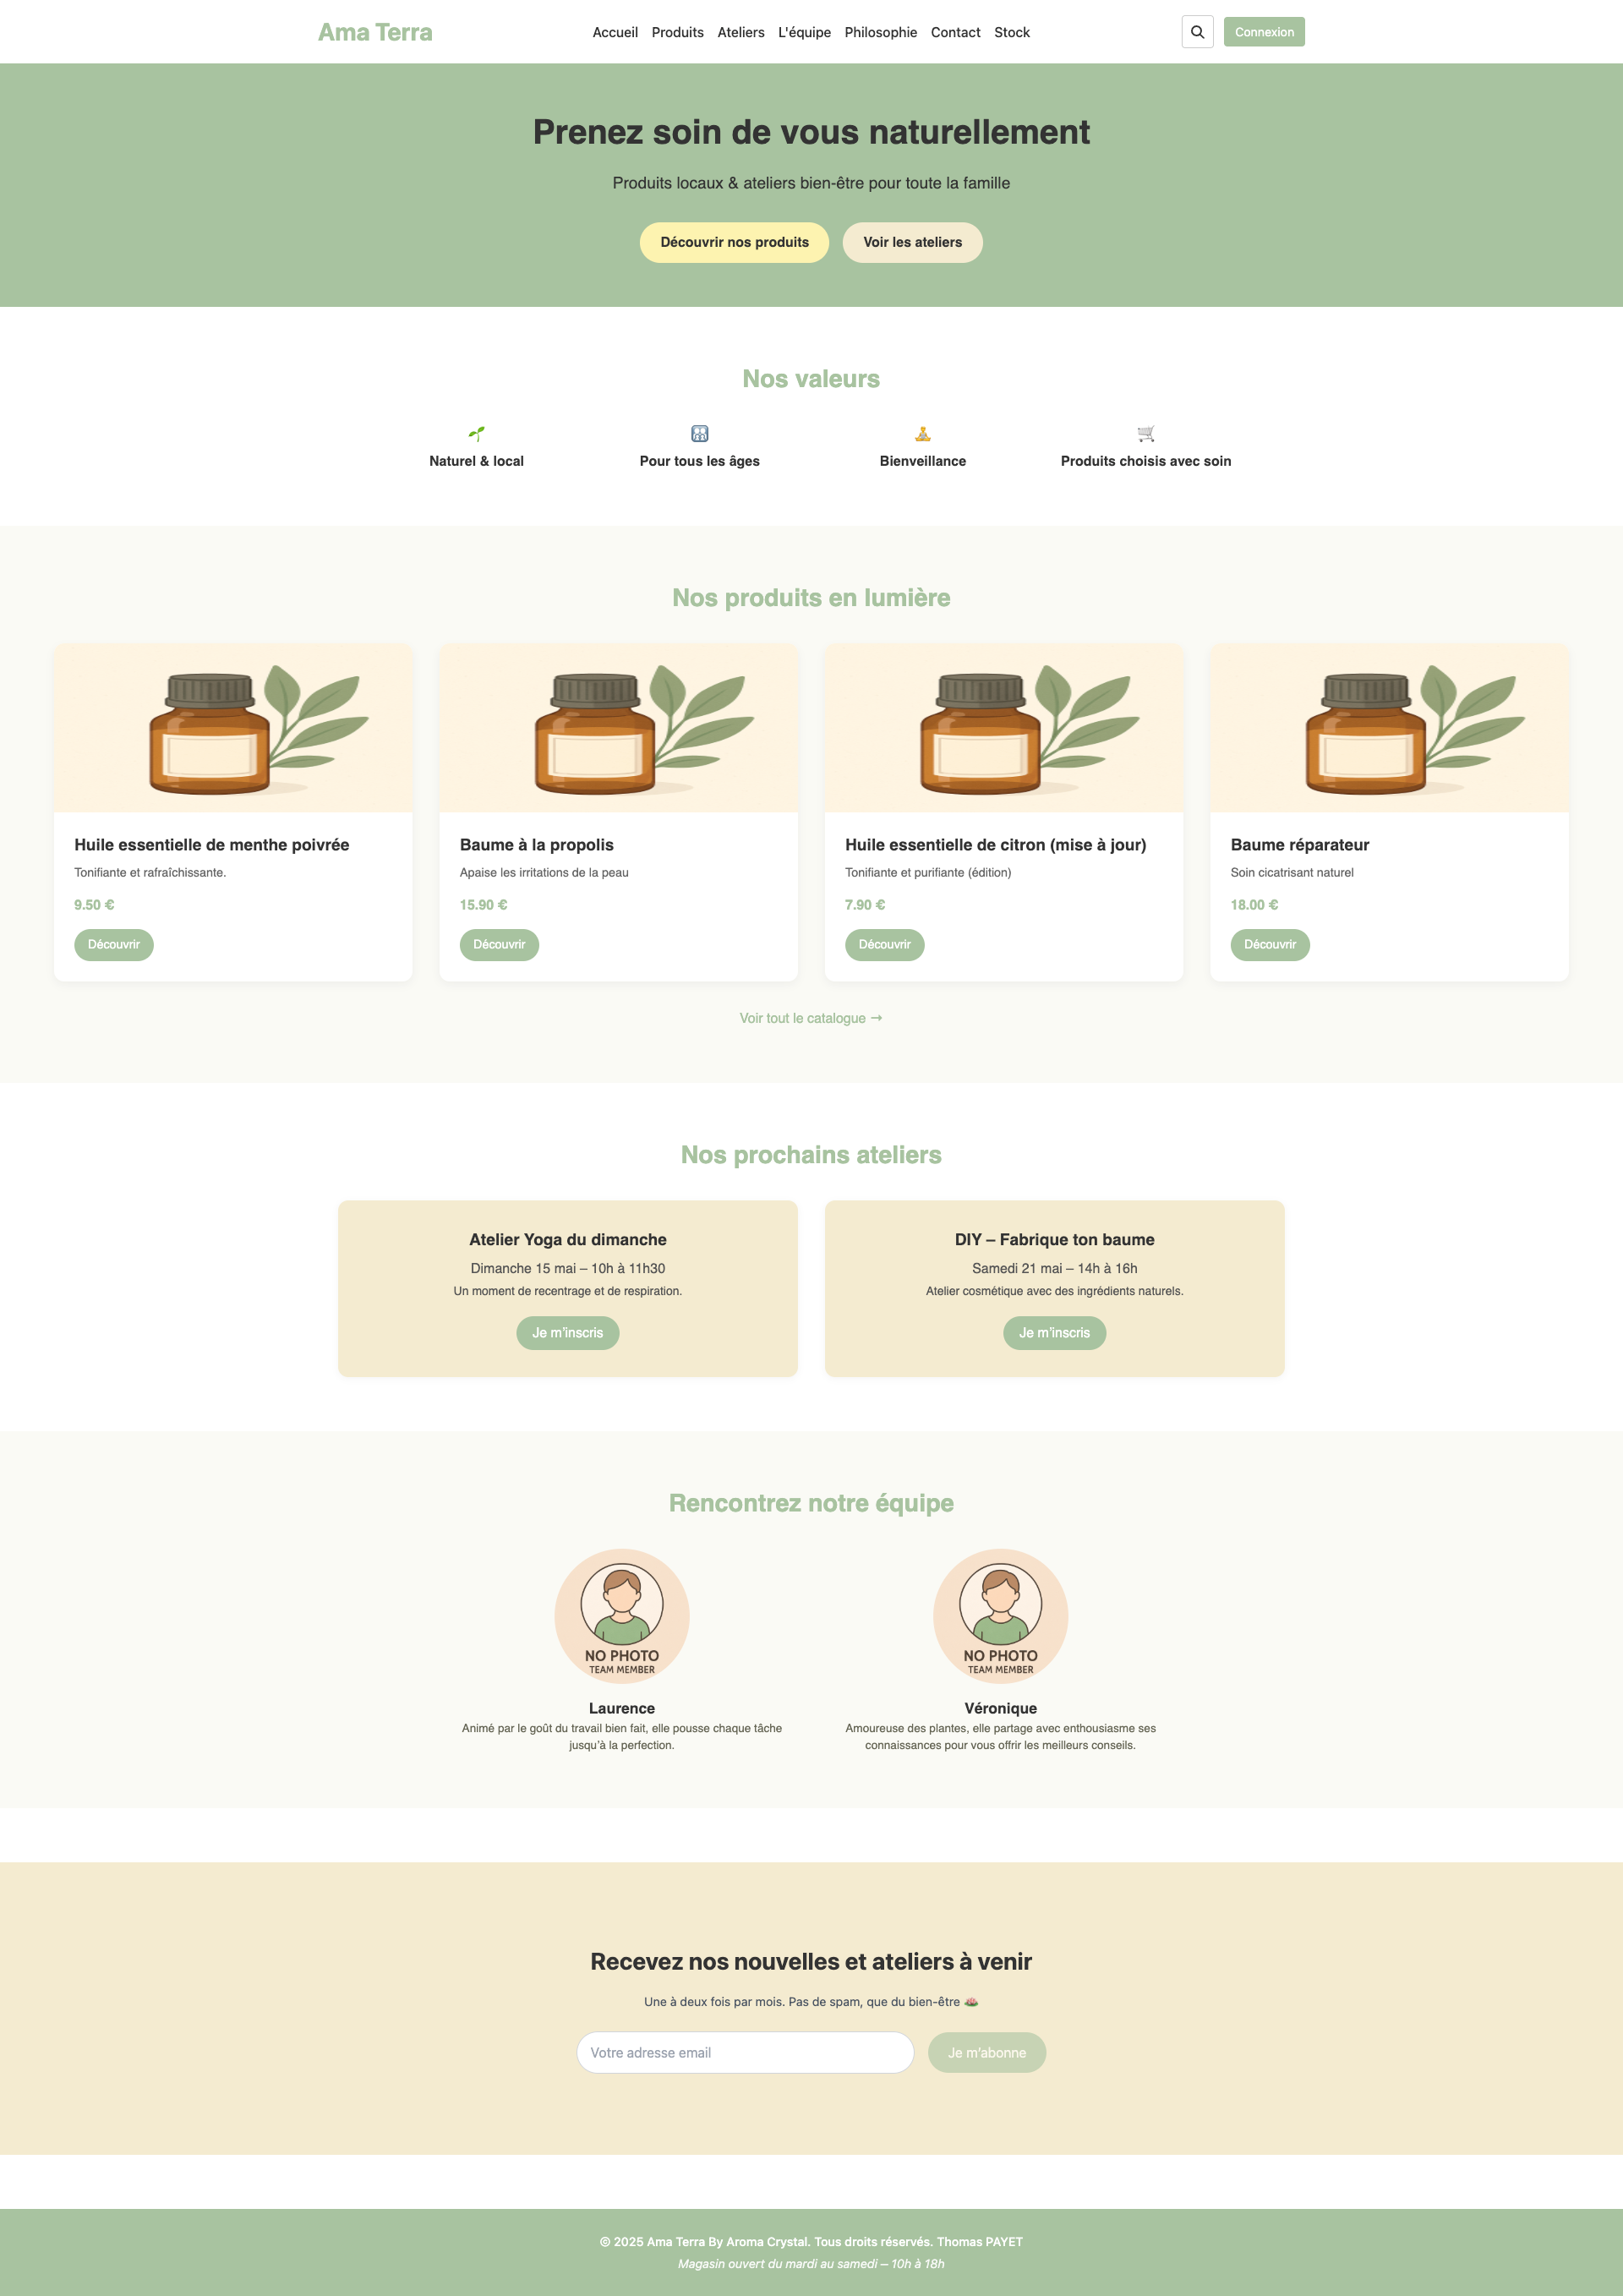 Ama Terra
Accueil Produits Ateliers L'équipe Philosophie Contact Stock
Connexion
Prenez soin de vous naturellement
Produits locaux & ateliers bien-être pour toute la famille
Découvrir nos produits
Voir les ateliers
Nos valeurs
Naturel & local
Pour tous les âges
Bienveillance
Produits choisis avec soin
Nos produits en lumière
Huile essentielle de menthe poivrée
Tonifiante et rafraîchissante.
9.50 €
Découvrir
Baume à la propolis
Apaise les irritations de la peau
15.90 €
Découvrir
Huile essentielle de citron (mise à jour)
Tonifiante et purifiante (édition)
7.90 €
Découvrir
Baume réparateur
Soin cicatrisant naturel
18.00 €
Découvrir
Voir tout le catalogue →
Nos prochains ateliers
Atelier Yoga du dimanche
Dimanche 15 mai – 10h à 11h30
Un moment de recentrage et de respiration.
Je m’inscris
DIY – Fabrique ton baume
Samedi 21 mai – 14h à 16h
Atelier cosmétique avec des ingrédients naturels.
Je m’inscris
Rencontrez notre équipe
NO PHOTO
TEAM MEMBER
Laurence
Animé par le goût du travail bien fait, elle pousse chaque tâche
jusqu’à la perfection.
NO PHOTO
TEAM MEMBER
Véronique
Amoureuse des plantes, elle partage avec enthousiasme ses
connaissances pour vous offrir les meilleurs conseils.
Recevez nos nouvelles et ateliers à venir
Une à deux fois par mois. Pas de spam, que du bien-être 🪷
Votre adresse email
Je m'abonne
© 2025 Ama Terra By Aroma Crystal. Tous droits réservés. Thomas PAYET
Magasin ouvert du mardi au samedi – 10h à 18h